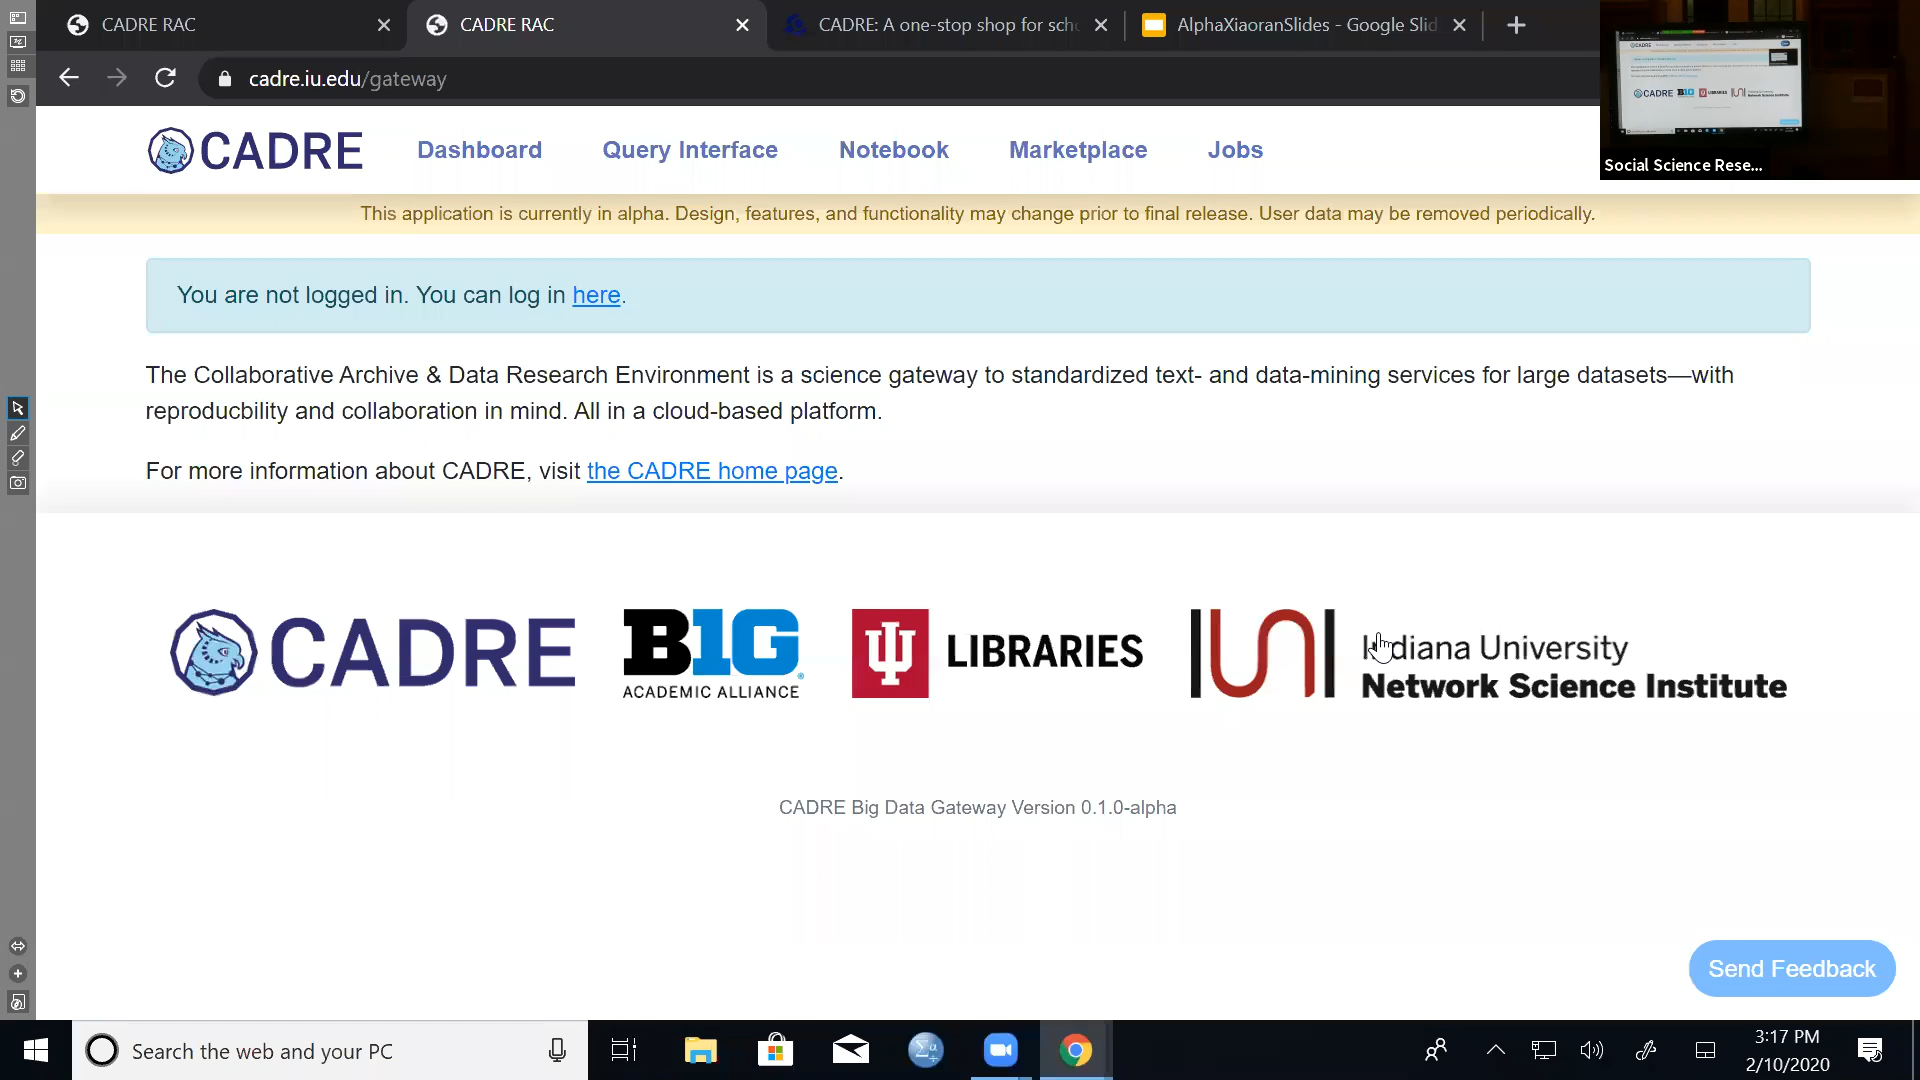 CADRE RAC
CADRE RAC
CADRE: A one-stop shop for scho
AlphaXiaoranSlides - Google Slid
cadre.iu.edu/gateway
Social Science Rese...
CADRE
Dashboard
Query Interface
Notebook
Marketplace
Jobs
This application is currently in alpha. Design, features, and functionality may change prior to final release. User data may be removed periodically.
You are not logged in. You can log in here.
The Collaborative Archive & Data Research Environment is a science gateway to standardized text- and data-mining services for large datasets—with
reproducbility and collaboration in mind. All in a cloud-based platform.
For more information about CADRE, visit the CADRE home page.
CADRE
B1G
ACADEMIC ALLIANCE
LIBRARIES
IUNI
Indiana University
Network Science Institute
CADRE Big Data Gateway Version 0.1.0-alpha
Send Feedback
Search the web and your PC
3:17 PM
2/10/2020